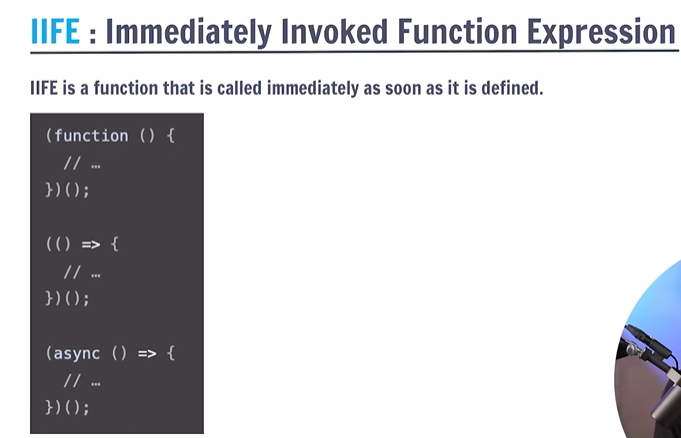 IIFE : Immediately Invoked Function Expression
IIFE is a function that is called immediately as soon as it is defined.
(function () {
  // …
})();
(() => {
  // …
})();
(async () => {
  // …
})();